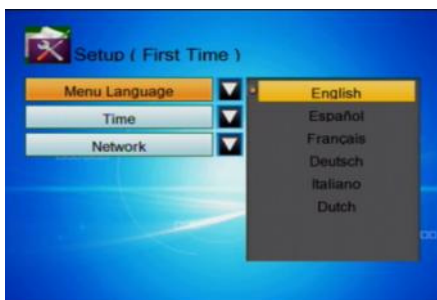 Setup ( First Time )
Menu Language
Time
Network
English
Español
Français
Deutsch
Italiano
Dutch